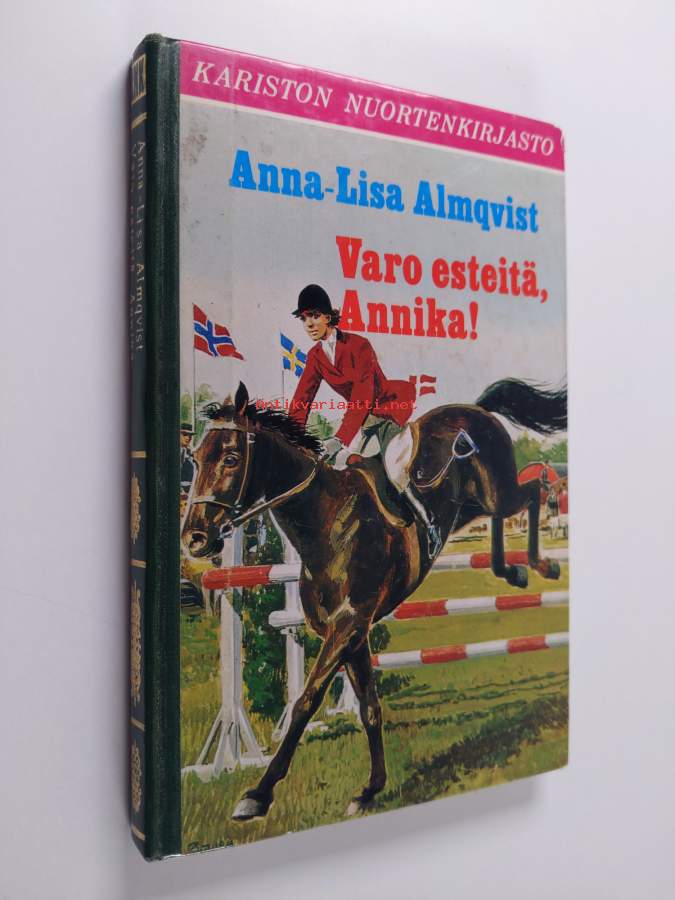 KARISTON NUORTENKIRJASTO
Anna-Lisa Almqvist
Varo esteitä,
Annika!
Antikvariaatti.net
Anna-Lisa Almqvist